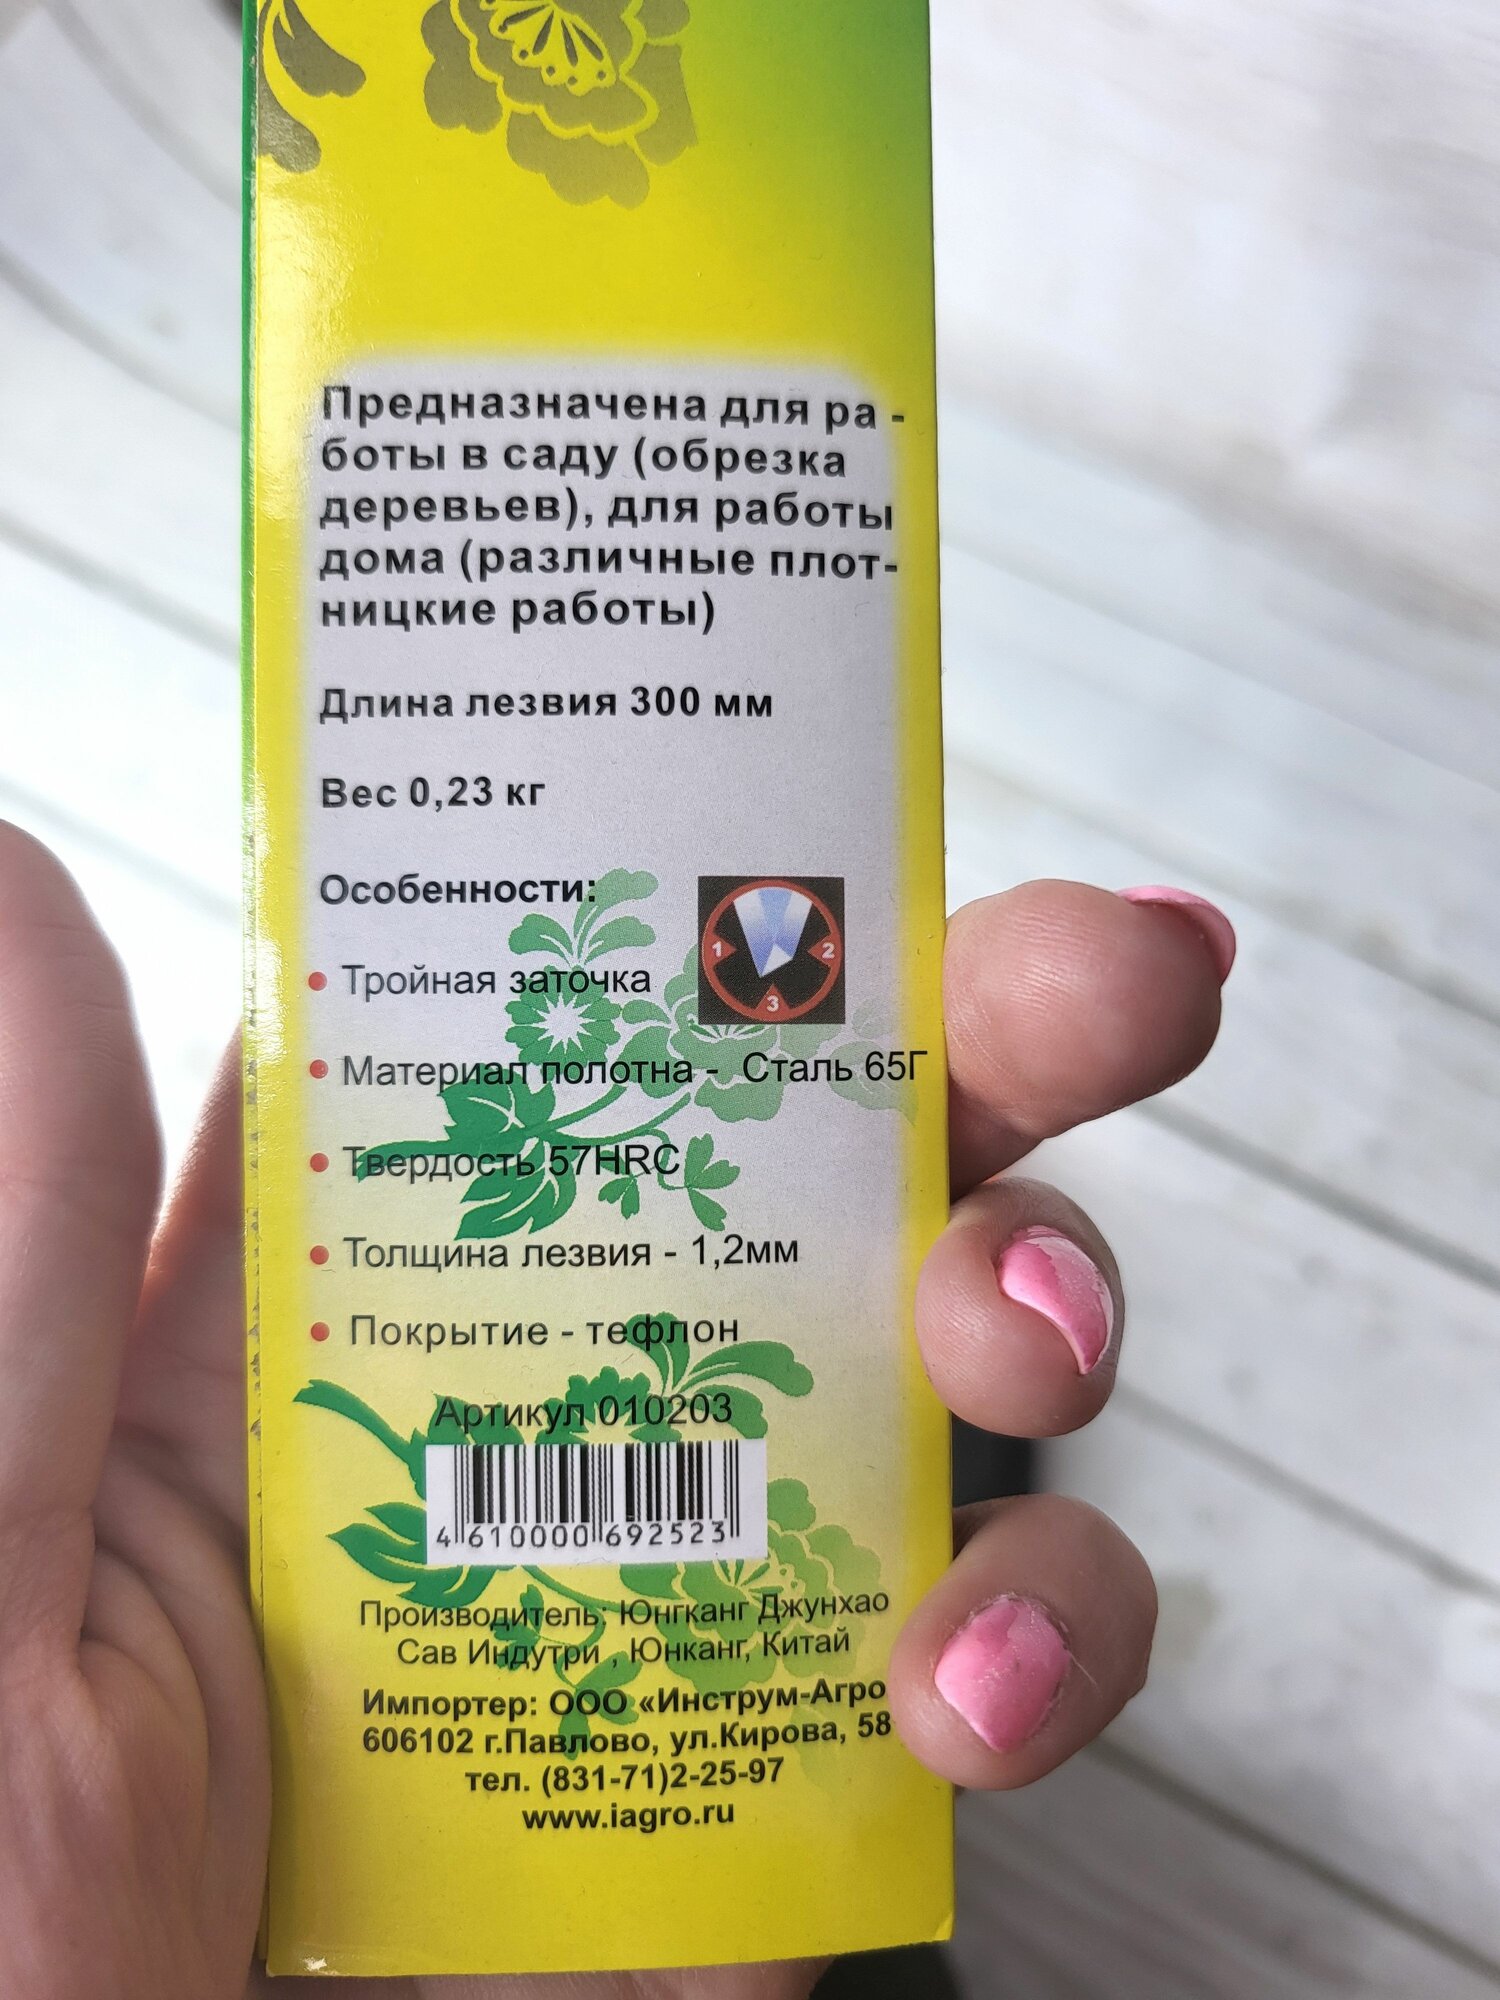 Предназначена для ра -
боты в саду (обрезка
деревьев), для работы
дома (различные плот-
ницкие работы)
Длина лезвия 300 мм
Вес 0,23 кг
Особенности:
• Тройная заточка
1 2
3
• Материал полотна - Сталь 65Г
• Твердость 57HRC
• Толщина лезвия - 1,2мм
• Покрытие - тефлон
Артикул 010203
4 610000 692523
Производитель: Юнгканг Джунхао
Сав Индутри , Юнканг, Китай
Импортер: ООО «Инструм-Агро
606102 г.Павлово, ул.Кирова, 58
тел. (831-71)2-25-97
www.iagro.ru